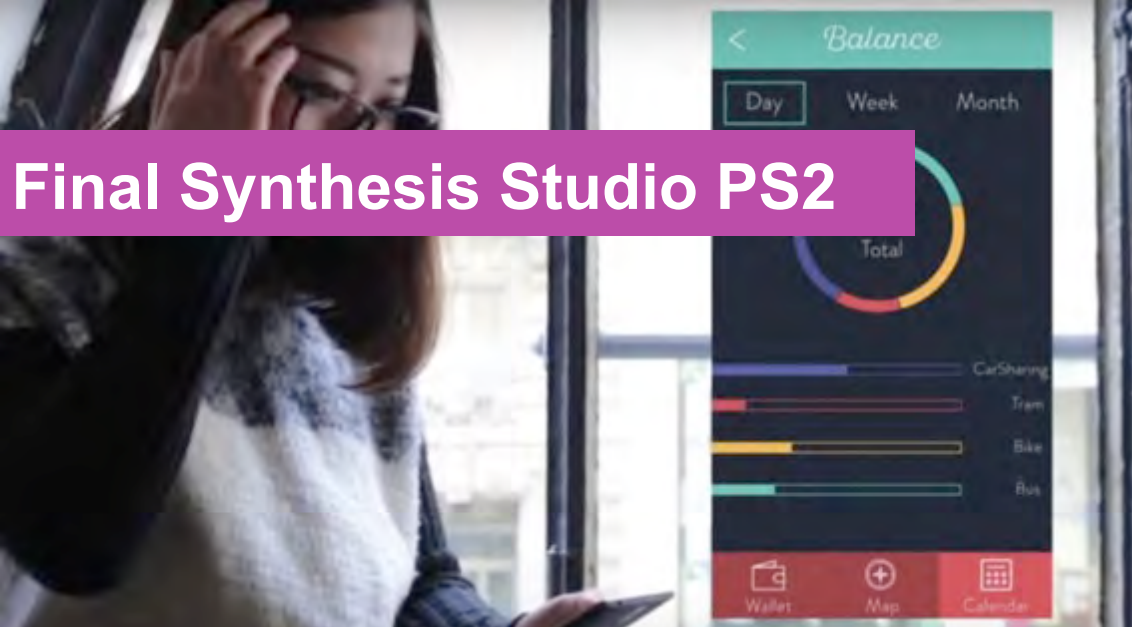 Balance
Day Week Month
Final Synthesis Studio PS2
Total
CarSharing
Tram
Bike
Bus
Wallet Map Calendar